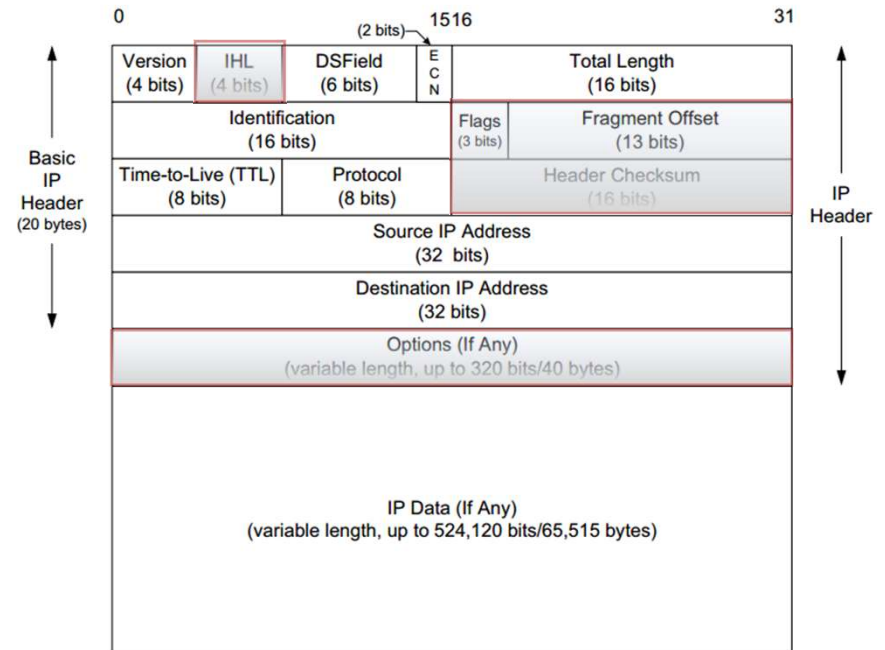 0 1516 31
(2 bits)
Version IHL DSField E C N Total Length
(4 bits) (4 bits) (6 bits) (16 bits)
Identification Flags Fragment Offset
(16 bits) (3 bits) (13 bits)
Basic
IP
Header
(20 bytes)
Time-to-Live (TTL) Protocol Header Checksum
(8 bits) (8 bits) (16 bits)
IP
Header
Source IP Address
(32 bits)
Destination IP Address
(32 bits)
Options (If Any)
(variable length, up to 320 bits/40 bytes)
IP Data (If Any)
(variable length, up to 524,120 bits/65,515 bytes)